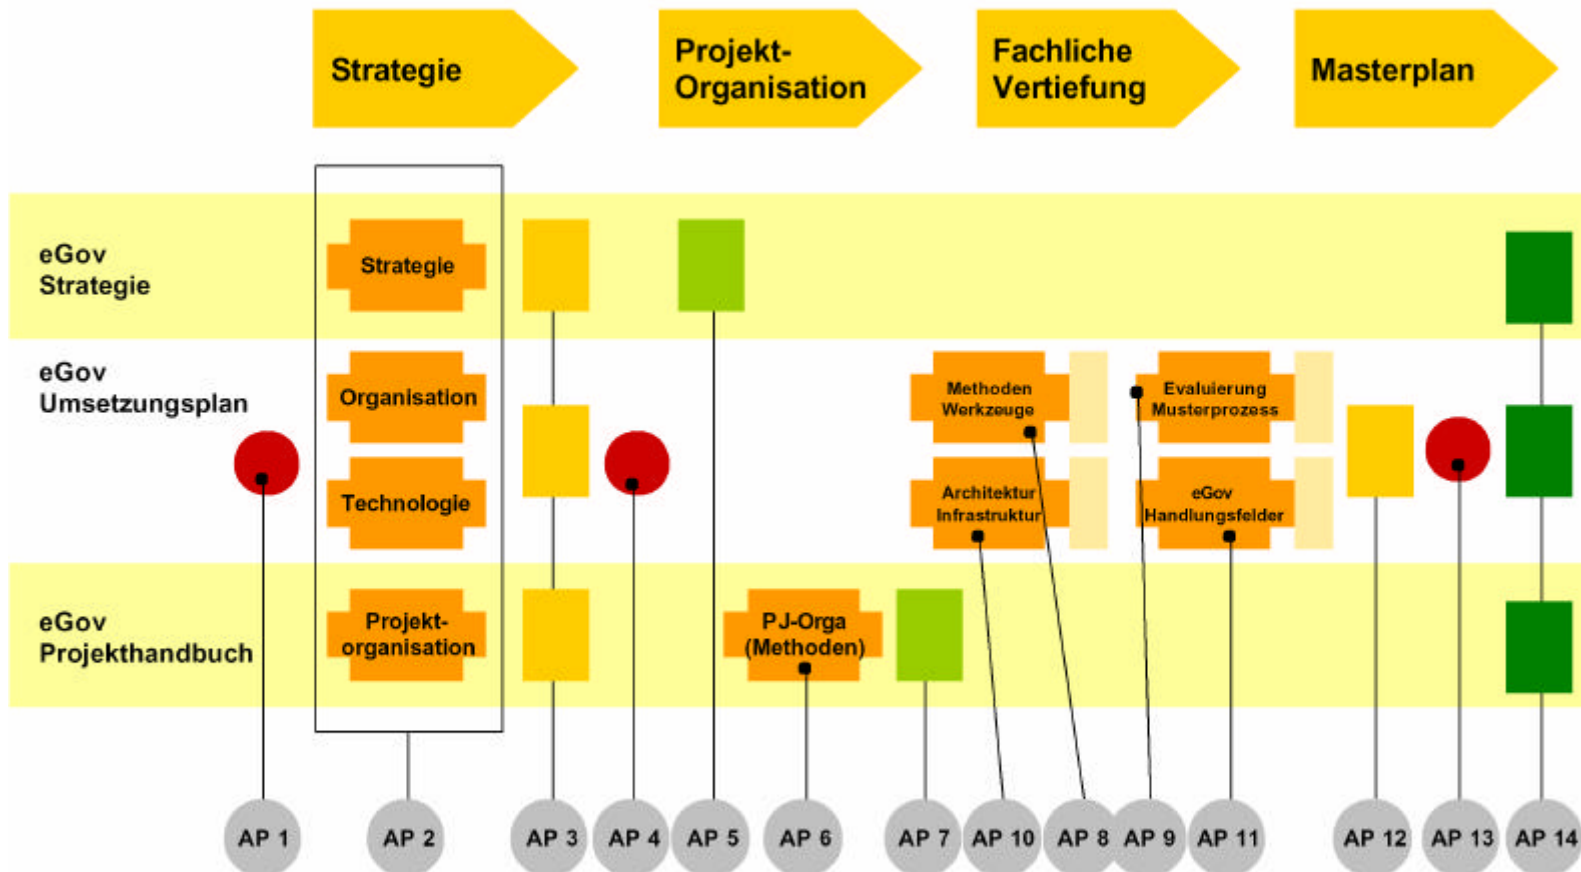 Strategie
Projekt-
Organisation
Fachliche
Vertiefung
Masterplan
eGov
Strategie
Strategie
eGov
Umsetzungsplan
Organisation
Methoden
Werkzeuge
Evaluierung
Musterprozess
Technologie
Architektur
Infrastruktur
eGov
Handlungsfelder
eGov
Projekthandbuch
Projekt-
organisation
PJ-Orga
(Methoden)
AP 1
AP 2
AP 3
AP 4
AP 5
AP 6
AP 7
AP 10
AP 8
AP 9
AP 11
AP 12
AP 13
AP 14